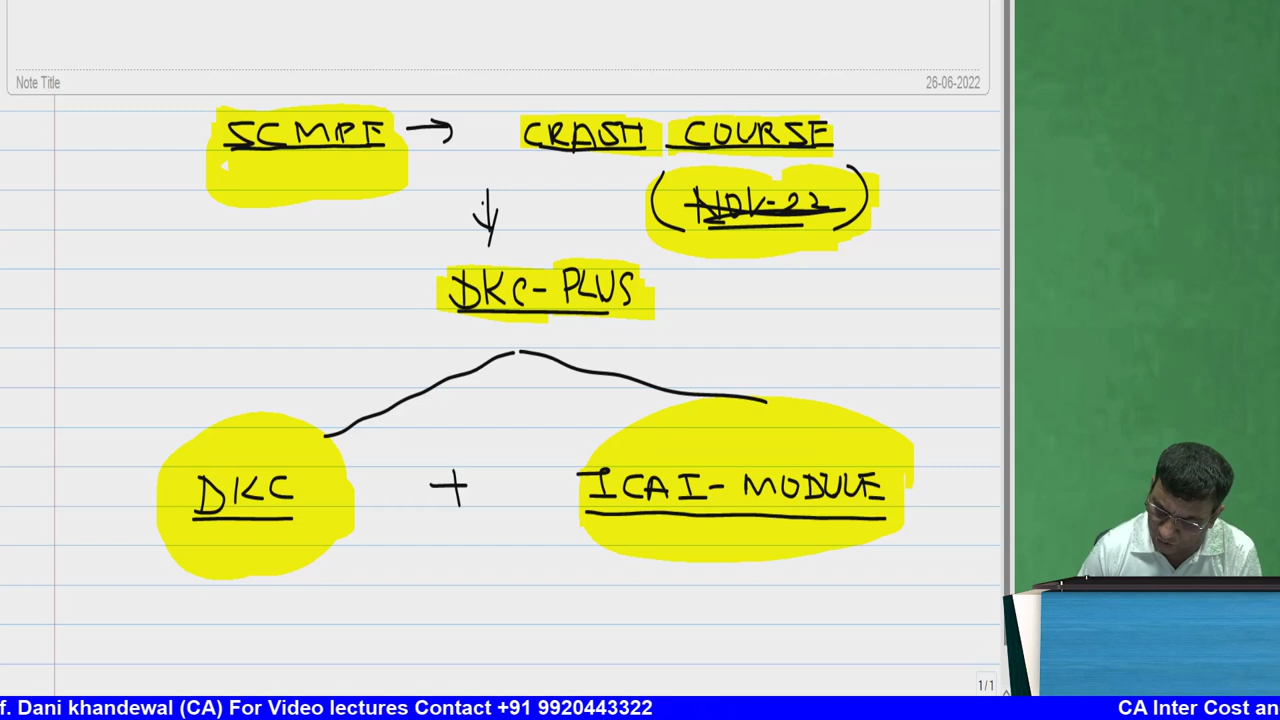 Note Title
26-06-2022
SCMPE → CRASH COURSE
(NOV-22)
↓
DKC-PLUS
DKC + ICAI-MODULE
1/1
f. Dani khandewal (CA) For Video lectures Contact +91 9920443322
CA Inter Cost an